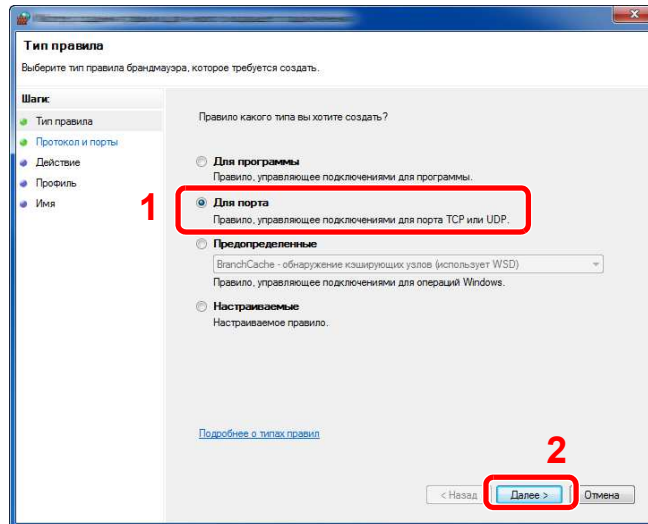 Тип правила
Выберите тип правила брандмауэра, которое требуется создать.
Шаги:
Тип правила
Протокол и порты
Действие
Профиль
Имя
Правило какого типа вы хотите создать?
Для программы
Правило, управляющее подключениями для программы.
1
Для порта
Правило, управляющее подключениями для порта TCP или UDP.
Предопределенные
BranchCache - обнаружение кэширующих узлов (использует WSD)
Правило, управляющее подключениями для операций Windows.
Настраиваемые
Настраиваемое правило.
Подробнее о типах правил
2
< Назад
Далее >
Отмена